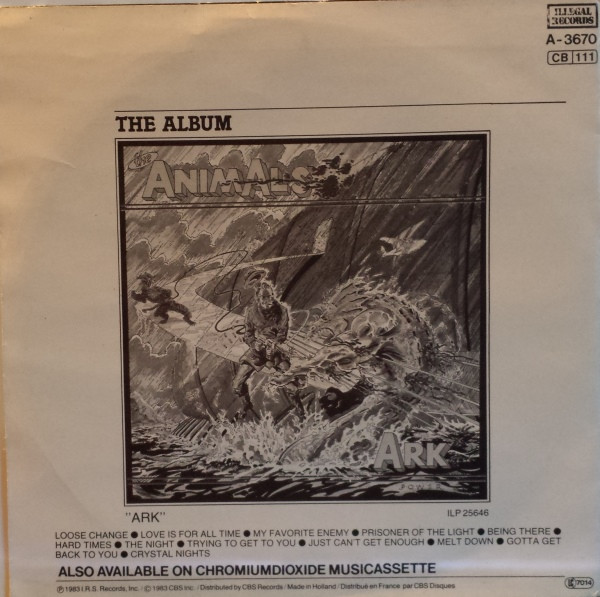 ILLEGAL
RECORDS
A-3670
CB 111
THE ALBUM
the
ANIMALS
ARK
POWER
"ARK"
ILP 25646
LOOSE CHANGE ● LOVE IS FOR ALL TIME ● MY FAVORITE ENEMY ● PRISONER OF THE LIGHT ● BEING THERE ●
HARD TIMES ● THE NIGHT ● TRYING TO GET TO YOU ● JUST CAN'T GET ENOUGH ● MELT DOWN ● GOTTA GET
BACK TO YOU ● CRYSTAL NIGHTS
ALSO AVAILABLE ON CHROMIUMDIOXIDE MUSICASSETTE
℗ 1983 I.R.S. Records, Inc. / © 1983 CBS Inc. / Distributed by CBS Records / Made in Holland / Distribué en France par CBS Disques
7014